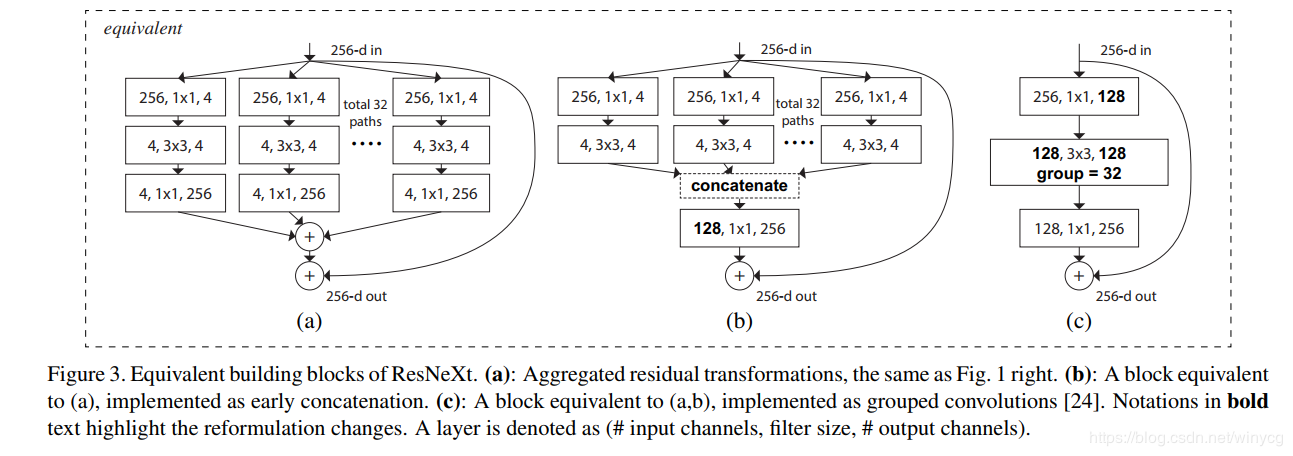 equivalent
256-d in
256, 1x1, 4
256, 1x1, 4
total 32
paths
256, 1x1, 4
4, 3x3, 4
4, 3x3, 4
....
4, 3x3, 4
4, 1x1, 256
4, 1x1, 256
4, 1x1, 256
+
+
256-d out
(a)
256-d in
256, 1x1, 4
256, 1x1, 4
total 32
paths
256, 1x1, 4
4, 3x3, 4
4, 3x3, 4
....
4, 3x3, 4
concatenate
128, 1x1, 256
+
256-d out
(b)
256-d in
256, 1x1, 128
128, 3x3, 128
group = 32
128, 1x1, 256
+
256-d out
(c)
Figure 3. Equivalent building blocks of ResNeXt. (a): Aggregated residual transformations, the same as Fig. 1 right. (b): A block equivalent
to (a), implemented as early concatenation. (c): A block equivalent to (a,b), implemented as grouped convolutions [24]. Notations in bold
text highlight the reformulation changes. A layer is denoted as (# input channels, filter size, # output channels).
https://blog.csdn.net/winycg